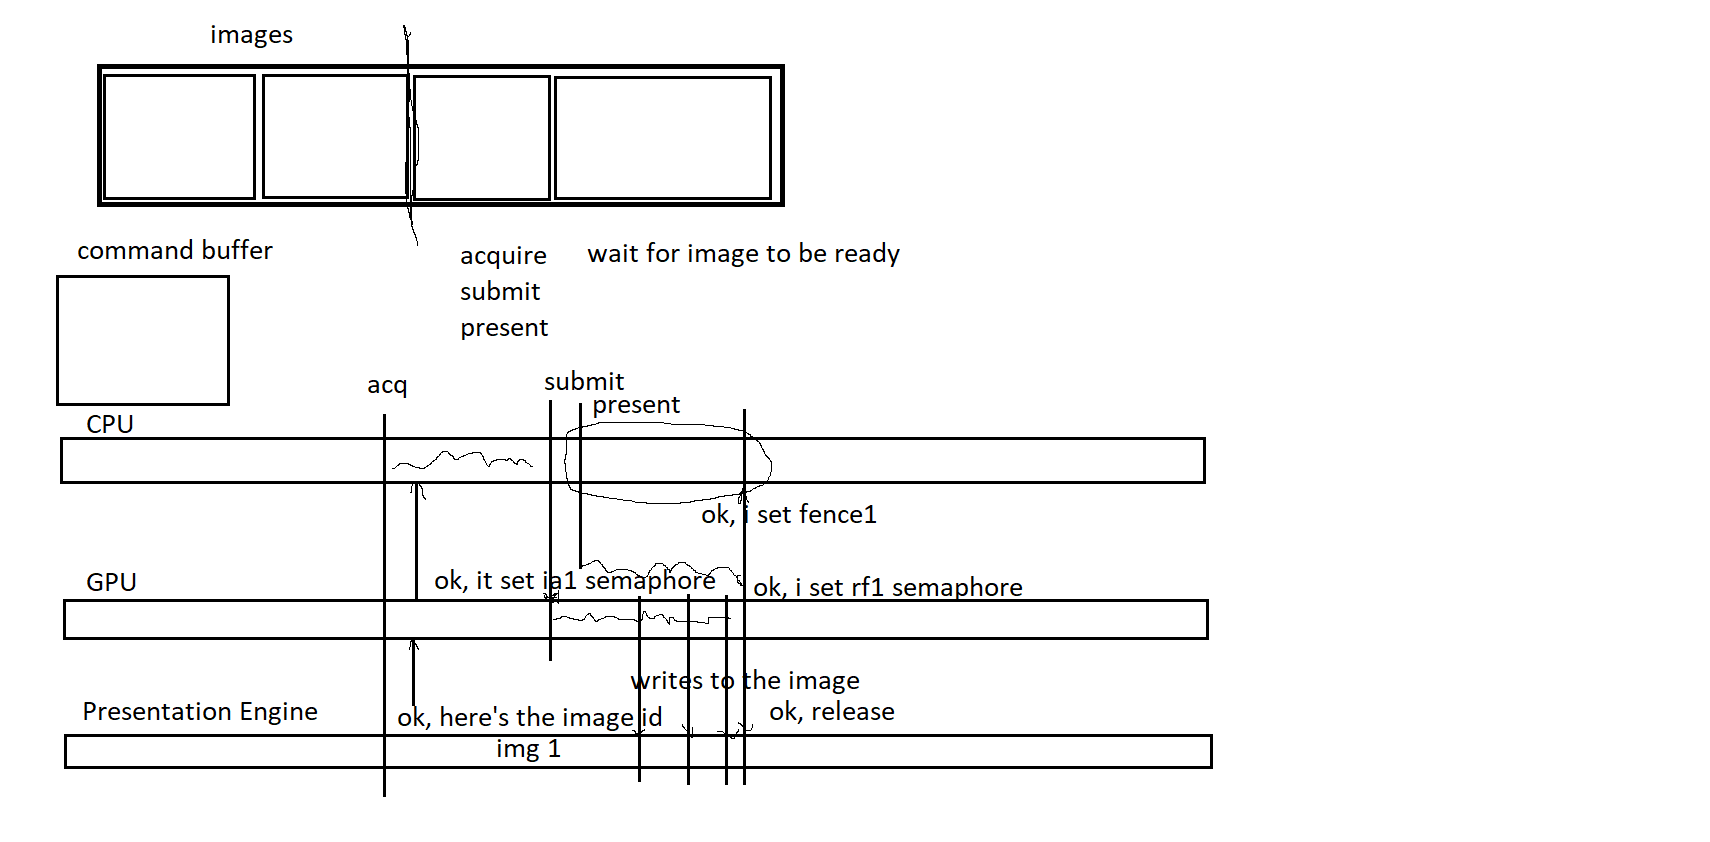 images
command buffer
acquire
wait for image to be ready
submit
present
acq
submit
present
CPU
ok, i set fence1
GPU
ok, it set ia1 semaphore
ok, i set rf1 semaphore
writes to the image
Presentation Engine
ok, here's the image id
ok, release
img 1